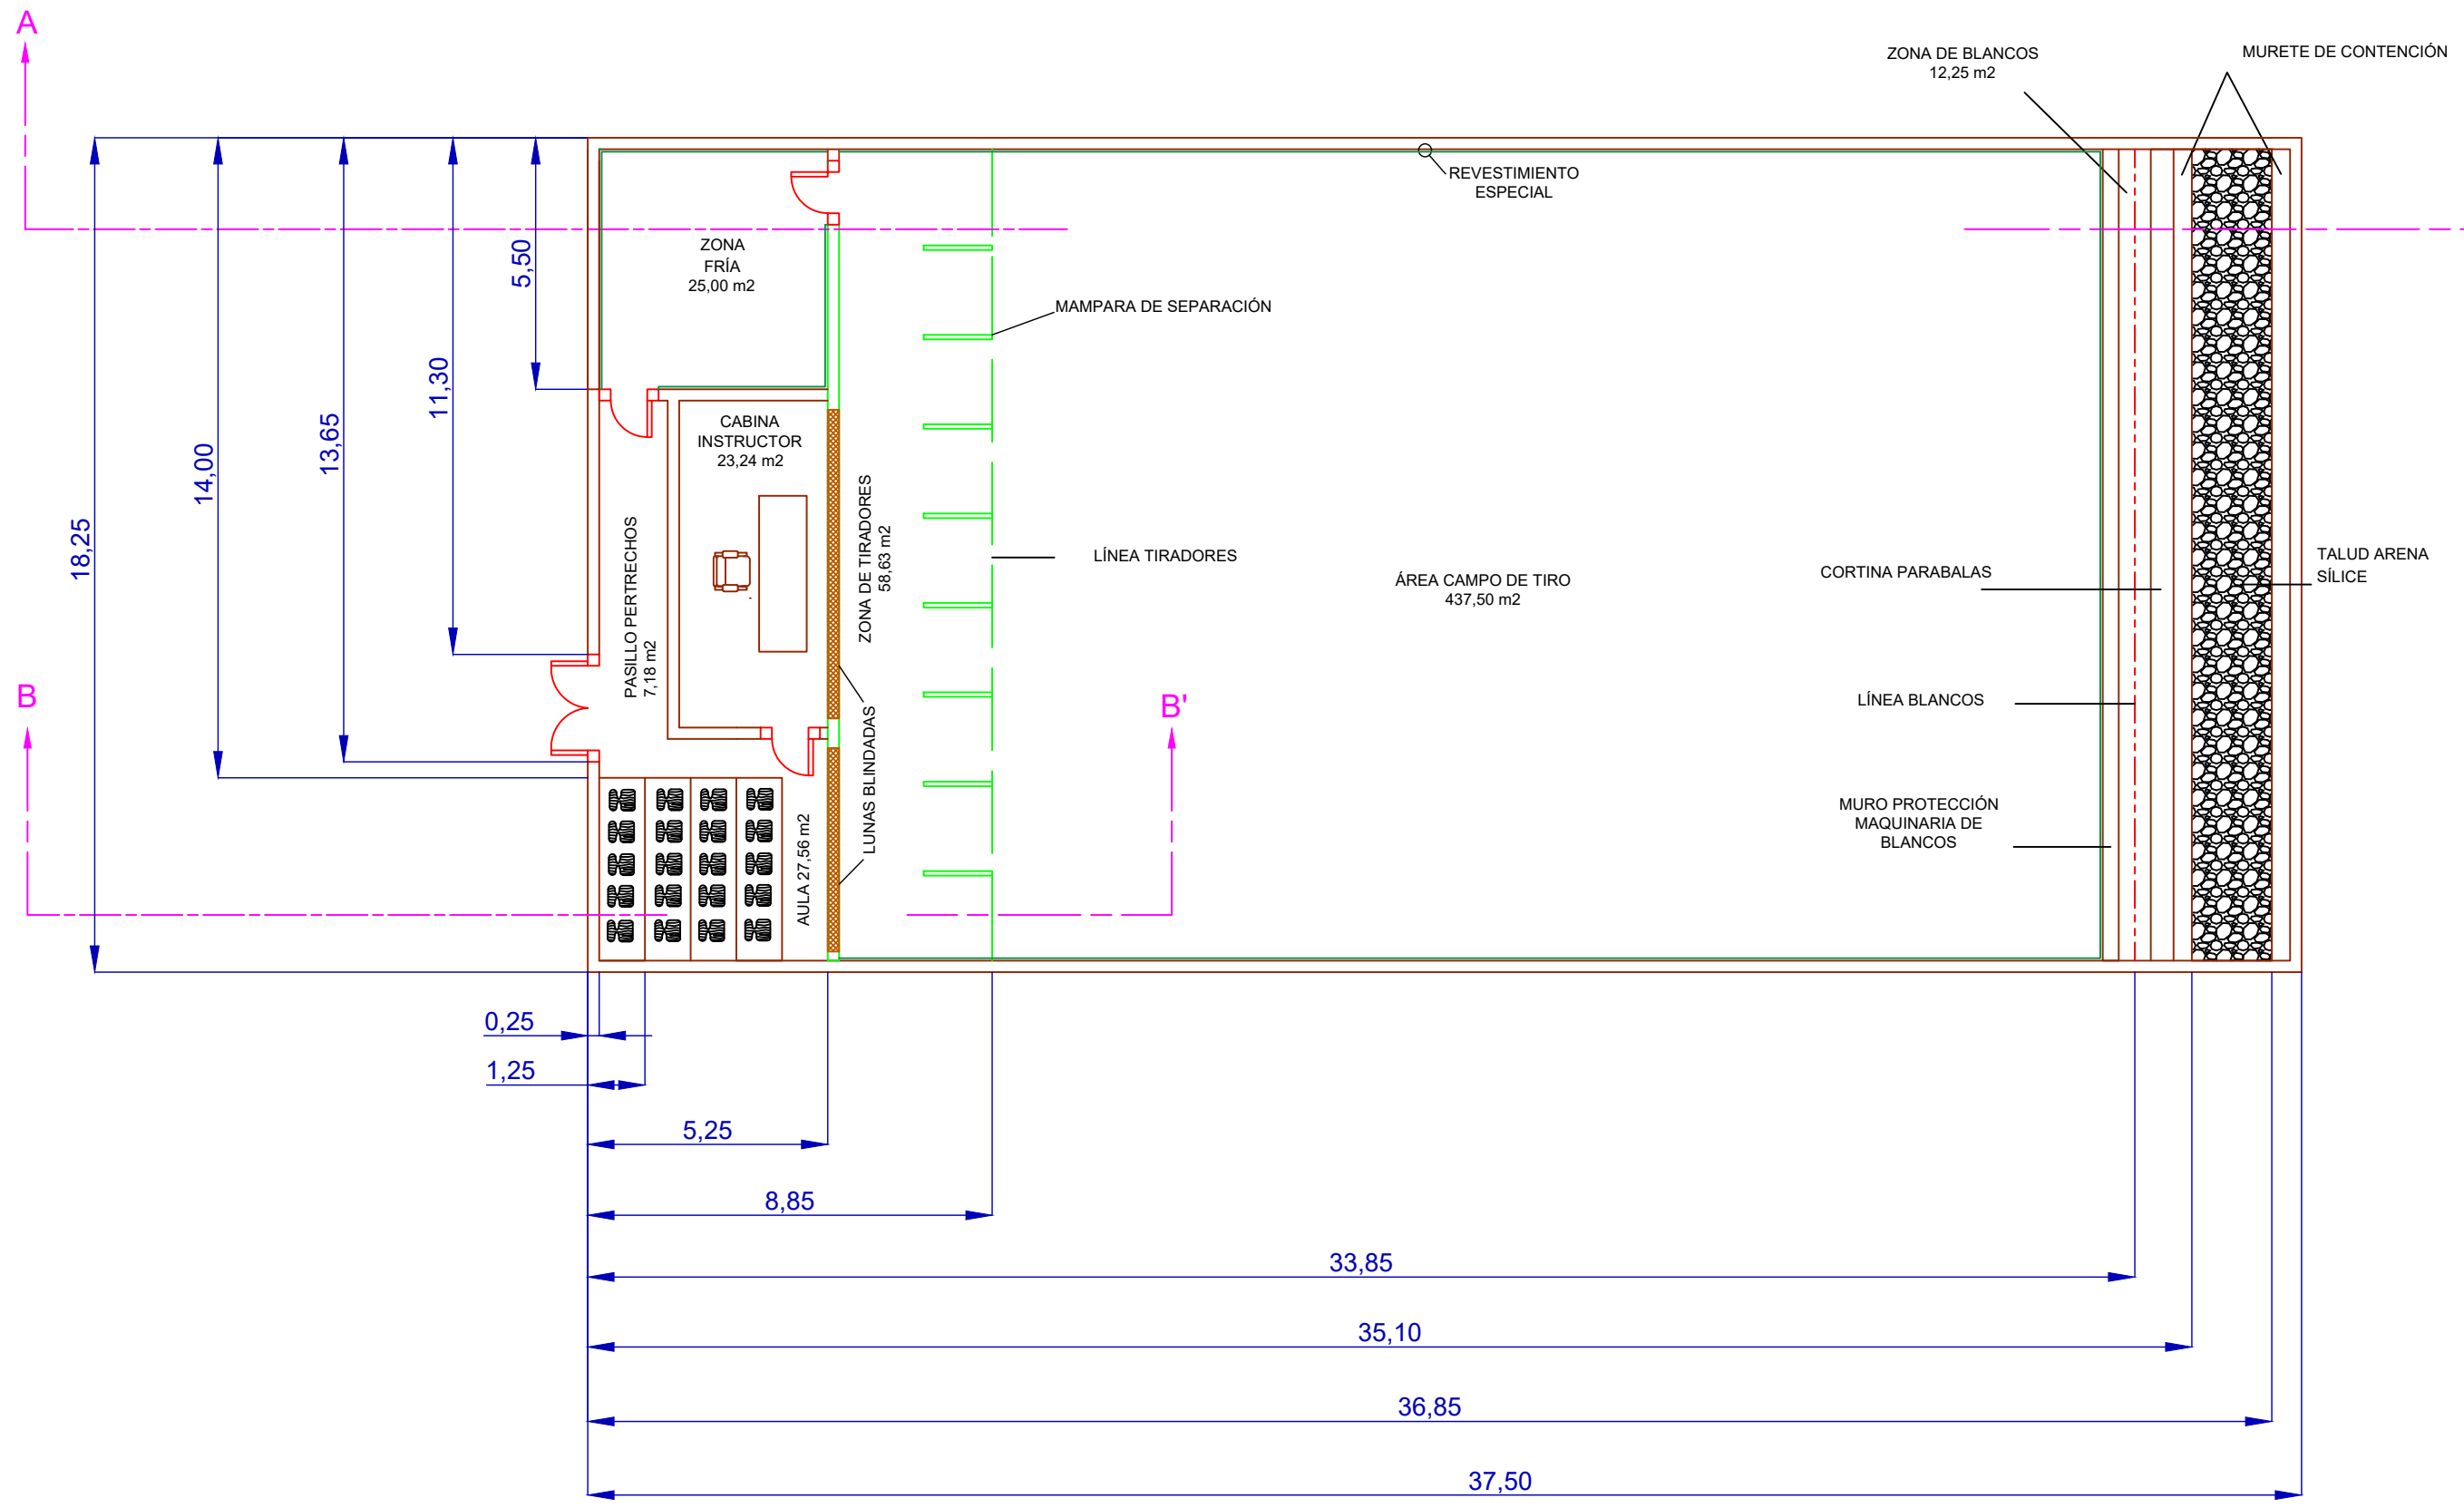 A
ZONA DE BLANCOS
12,25 m2
MURETE DE CONTENCIÓN
REVESTIMIENTO
ESPECIAL
ZONA
FRÍA
25,00 m2
5,50
MAMPARA DE SEPARACIÓN
11,30
13,65
14,00
18,25
CABINA
INSTRUCTOR
23,24 m2
PASILLO PERTRECHOS
7,18 m2
ZONA DE TIRADORES
58,63 m2
LÍNEA TIRADORES
ÁREA CAMPO DE TIRO
437,50 m2
CORTINA PARABALAS
TALUD ARENA
SÍLICE
B
B'
LÍNEA BLANCOS
LUNAS BLINDADAS
MURO PROTECCIÓN
MAQUINARIA DE
BLANCOS
AULA 27,56 m2
0,25
1,25
5,25
8,85
33,85
35,10
36,85
37,50